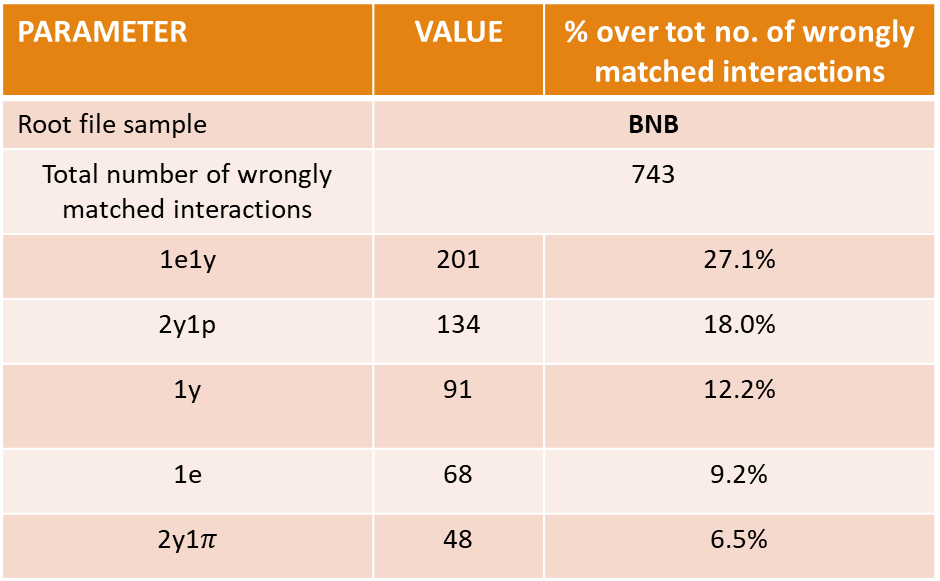 PARAMETER VALUE % over tot no. of wrongly
matched interactions
Root file sample BNB
Total number of wrongly 743
matched interactions
1e1y 201 27.1%
2y1p 134 18.0%
1y 91 12.2%
1e 68 9.2%
2y1𝜋 48 6.5%